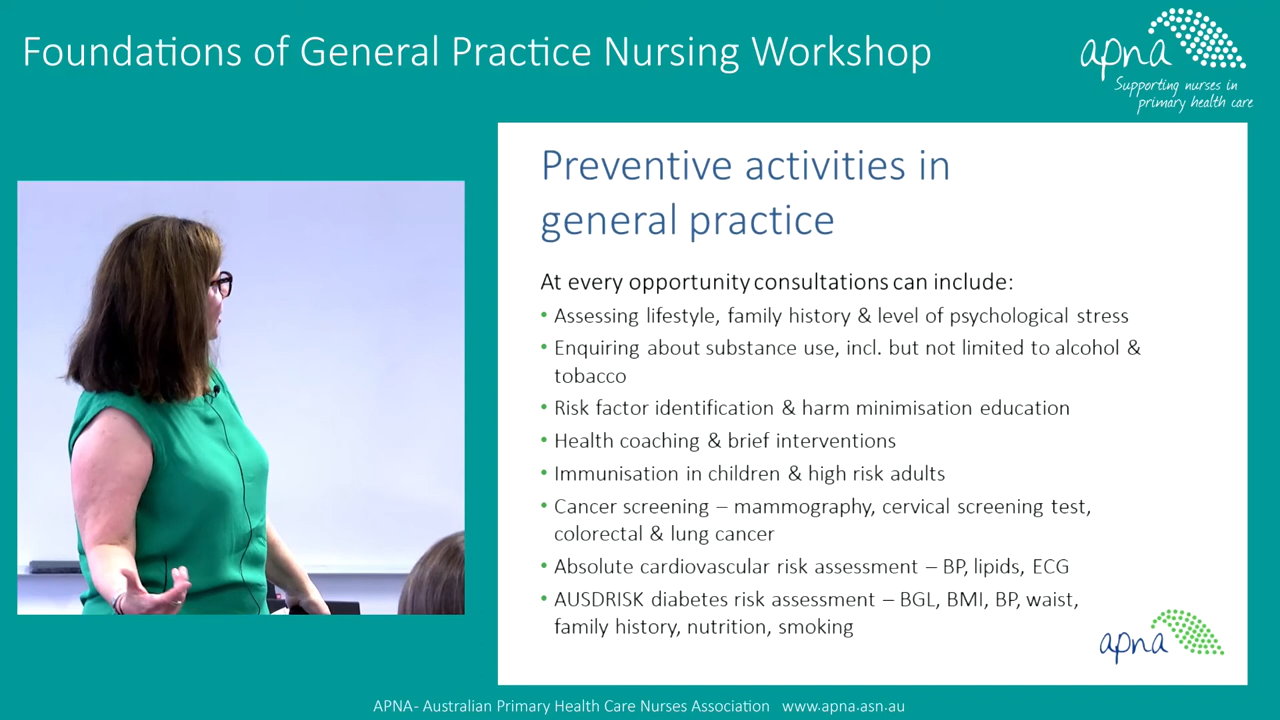 Foundations of General Practice Nursing Workshop
apna
Supporting nurses in
primary health care
Preventive activities in
general practice
At every opportunity consultations can include:
• Assessing lifestyle, family history & level of psychological stress
• Enquiring about substance use, incl. but not limited to alcohol &
tobacco
• Risk factor identification & harm minimisation education
• Health coaching & brief interventions
• Immunisation in children & high risk adults
• Cancer screening – mammography, cervical screening test,
colorectal & lung cancer
• Absolute cardiovascular risk assessment – BP, lipids, ECG
• AUSDRISK diabetes risk assessment – BGL, BMI, BP, waist,
family history, nutrition, smoking
apna
APNA- Australian Primary Health Care Nurses Association www.apna.asn.au